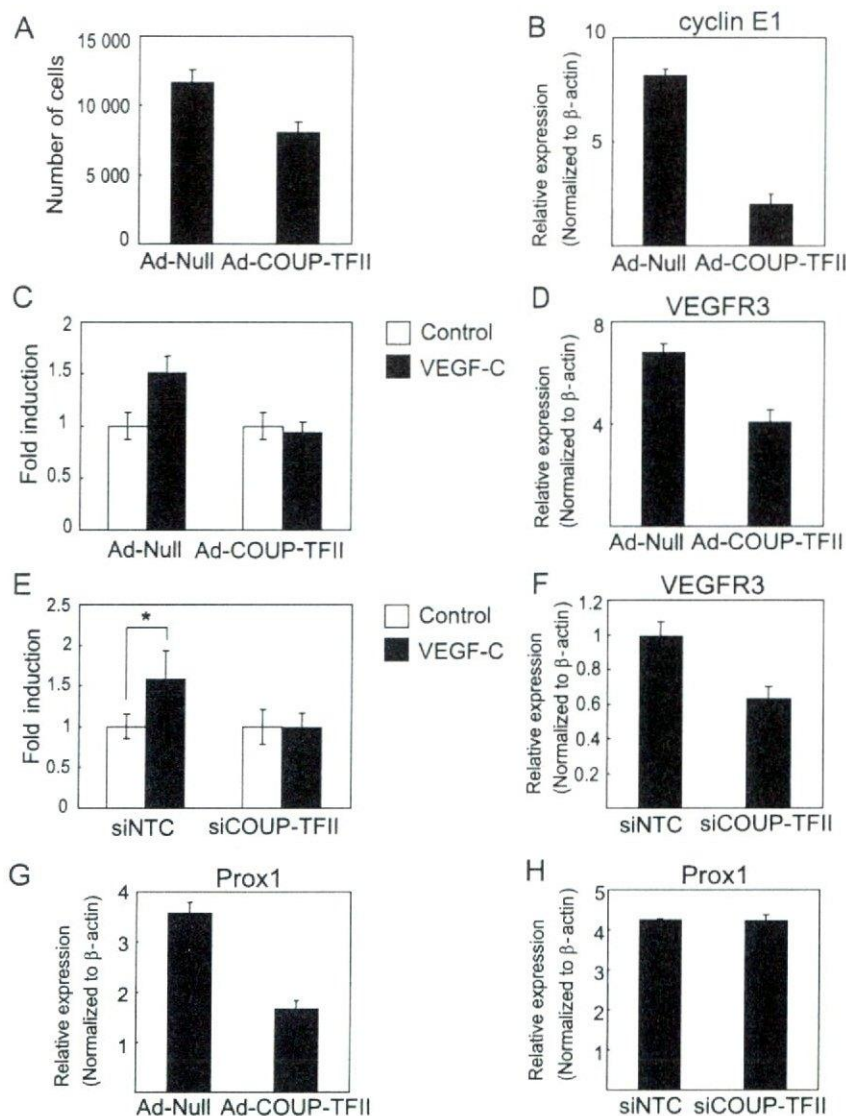 A
Number of cells
15 000
10 000
5 000
0
Ad-Null Ad-COUP-TFII
B
cyclin E1
Relative expression
(Normalized to β-actin)
10
5
Ad-Null Ad-COUP-TFII
C
Fold induction
2
1.5
1
0.5
0
Ad-Null Ad-COUP-TFII
Control
VEGF-C
D
VEGFR3
Relative expression
(Normalized to β-actin)
8
4
Ad-Null Ad-COUP-TFII
E
Fold induction
2.5
2
1.5
1
0.5
0
*
siNTC siCOUP-TFII
Control
VEGF-C
F
VEGFR3
Relative expression
(Normalized to β-actin)
1.2
1
0.8
0.6
0.4
0.2
siNTC siCOUP-TFII
G
Prox1
Relative expression
(Normalized to β-actin)
4
3
2
1
Ad-Null Ad-COUP-TFII
H
Prox1
Relative expression
(Normalized to β-actin)
5
4
3
2
1
siNTC siCOUP-TFII